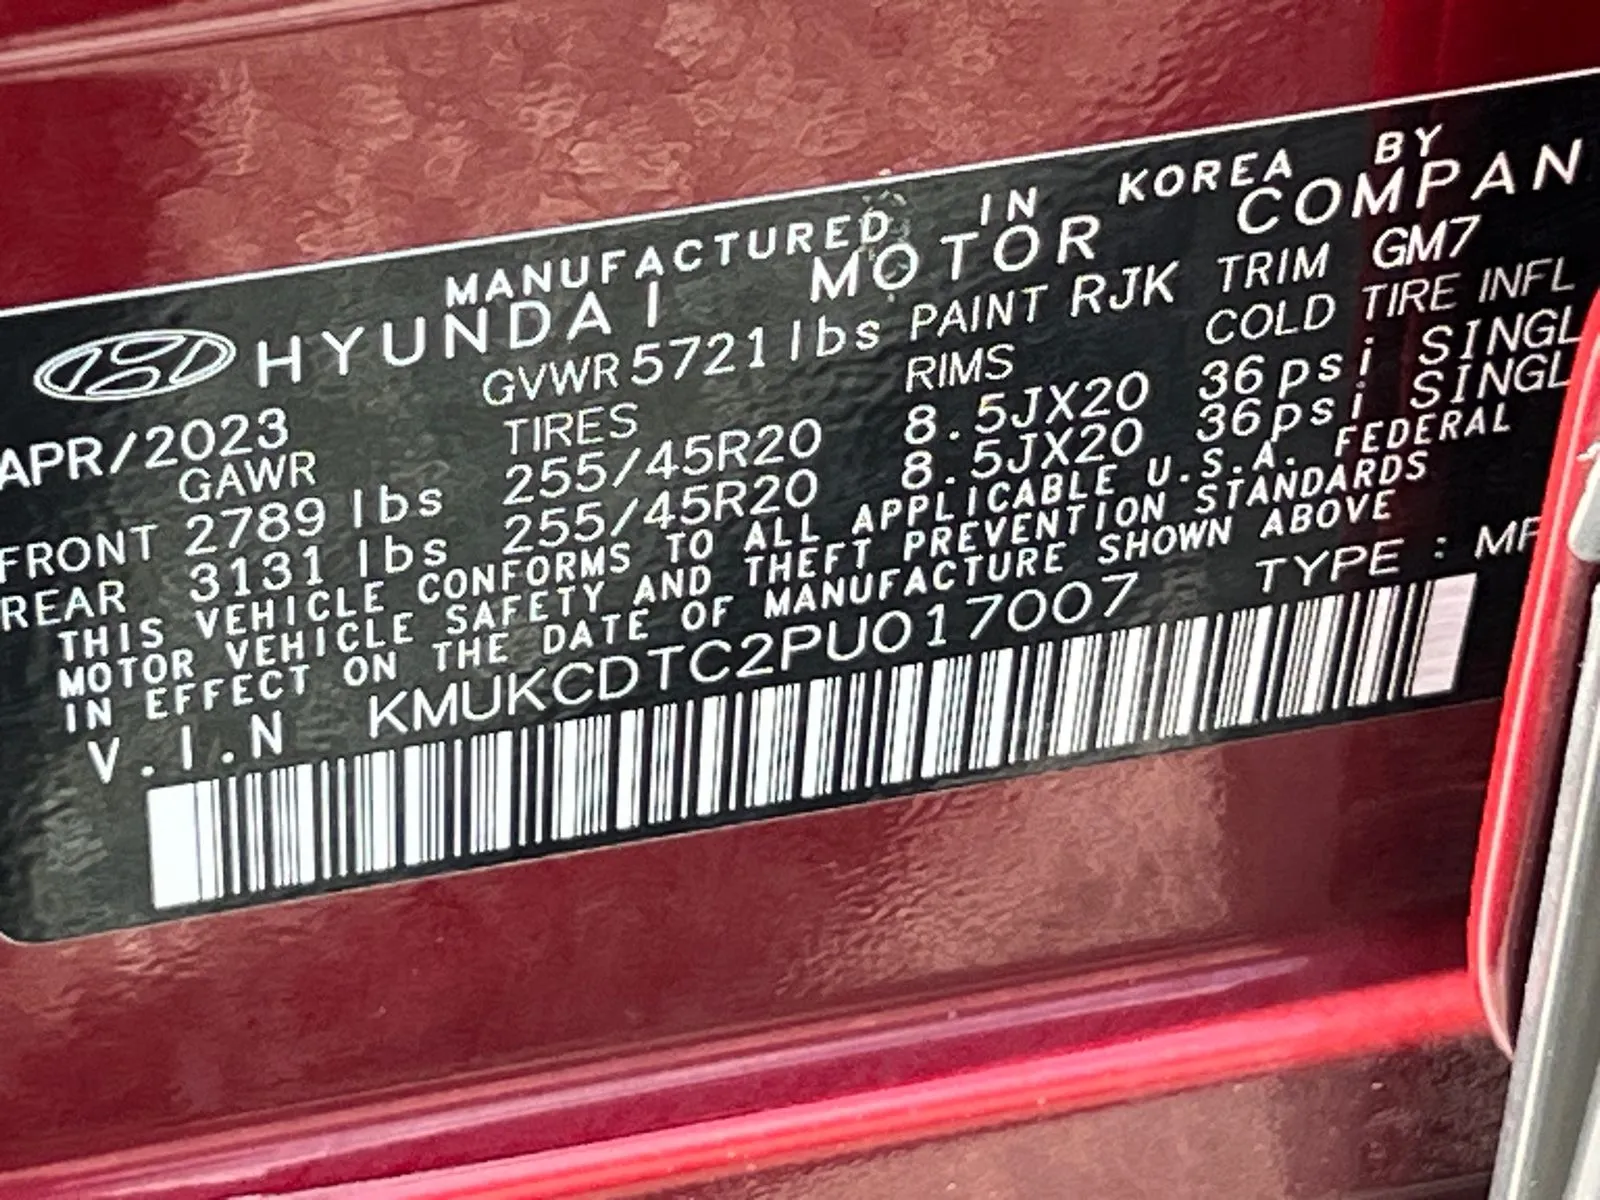 MANUFACTURED IN KOREA BY
HYUNDAI MOTOR COMPAN
APR/2023 GVWR 5721 lbs PAINT RJK TRIM GM7
GAWR TIRES RIMS COLD TIRE INFL
FRONT 2789 lbs 255/45R20 8.5JX20 36psi SINGL
REAR 3131 lbs 255/45R20 8.5JX20 36psi SINGL
THIS VEHICLE CONFORMS TO ALL APPLICABLE U.S.A. FEDERAL
MOTOR VEHICLE SAFETY AND THEFT PREVENTION STANDARDS
IN EFFECT ON THE DATE OF MANUFACTURE SHOWN ABOVE
V.I.N KMUKCDTC2PU017007 TYPE : MP